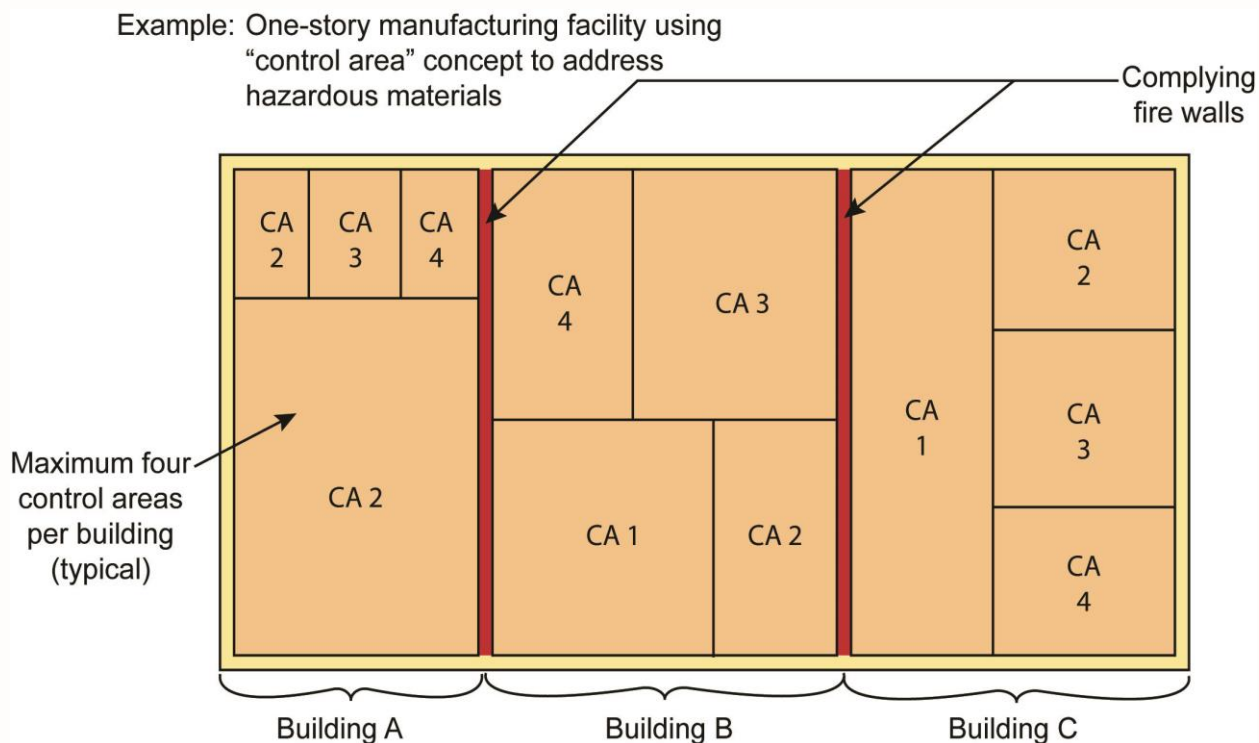 Example: One-story manufacturing facility using
“control area” concept to address
hazardous materials
Complying
fire walls
CA
2
CA
3
CA
4
CA 2
Maximum four
control areas
per building
(typical)
CA
4
CA 3
CA 1
CA 2
CA
1
CA
2
CA
3
CA
4
Building A
Building B
Building C